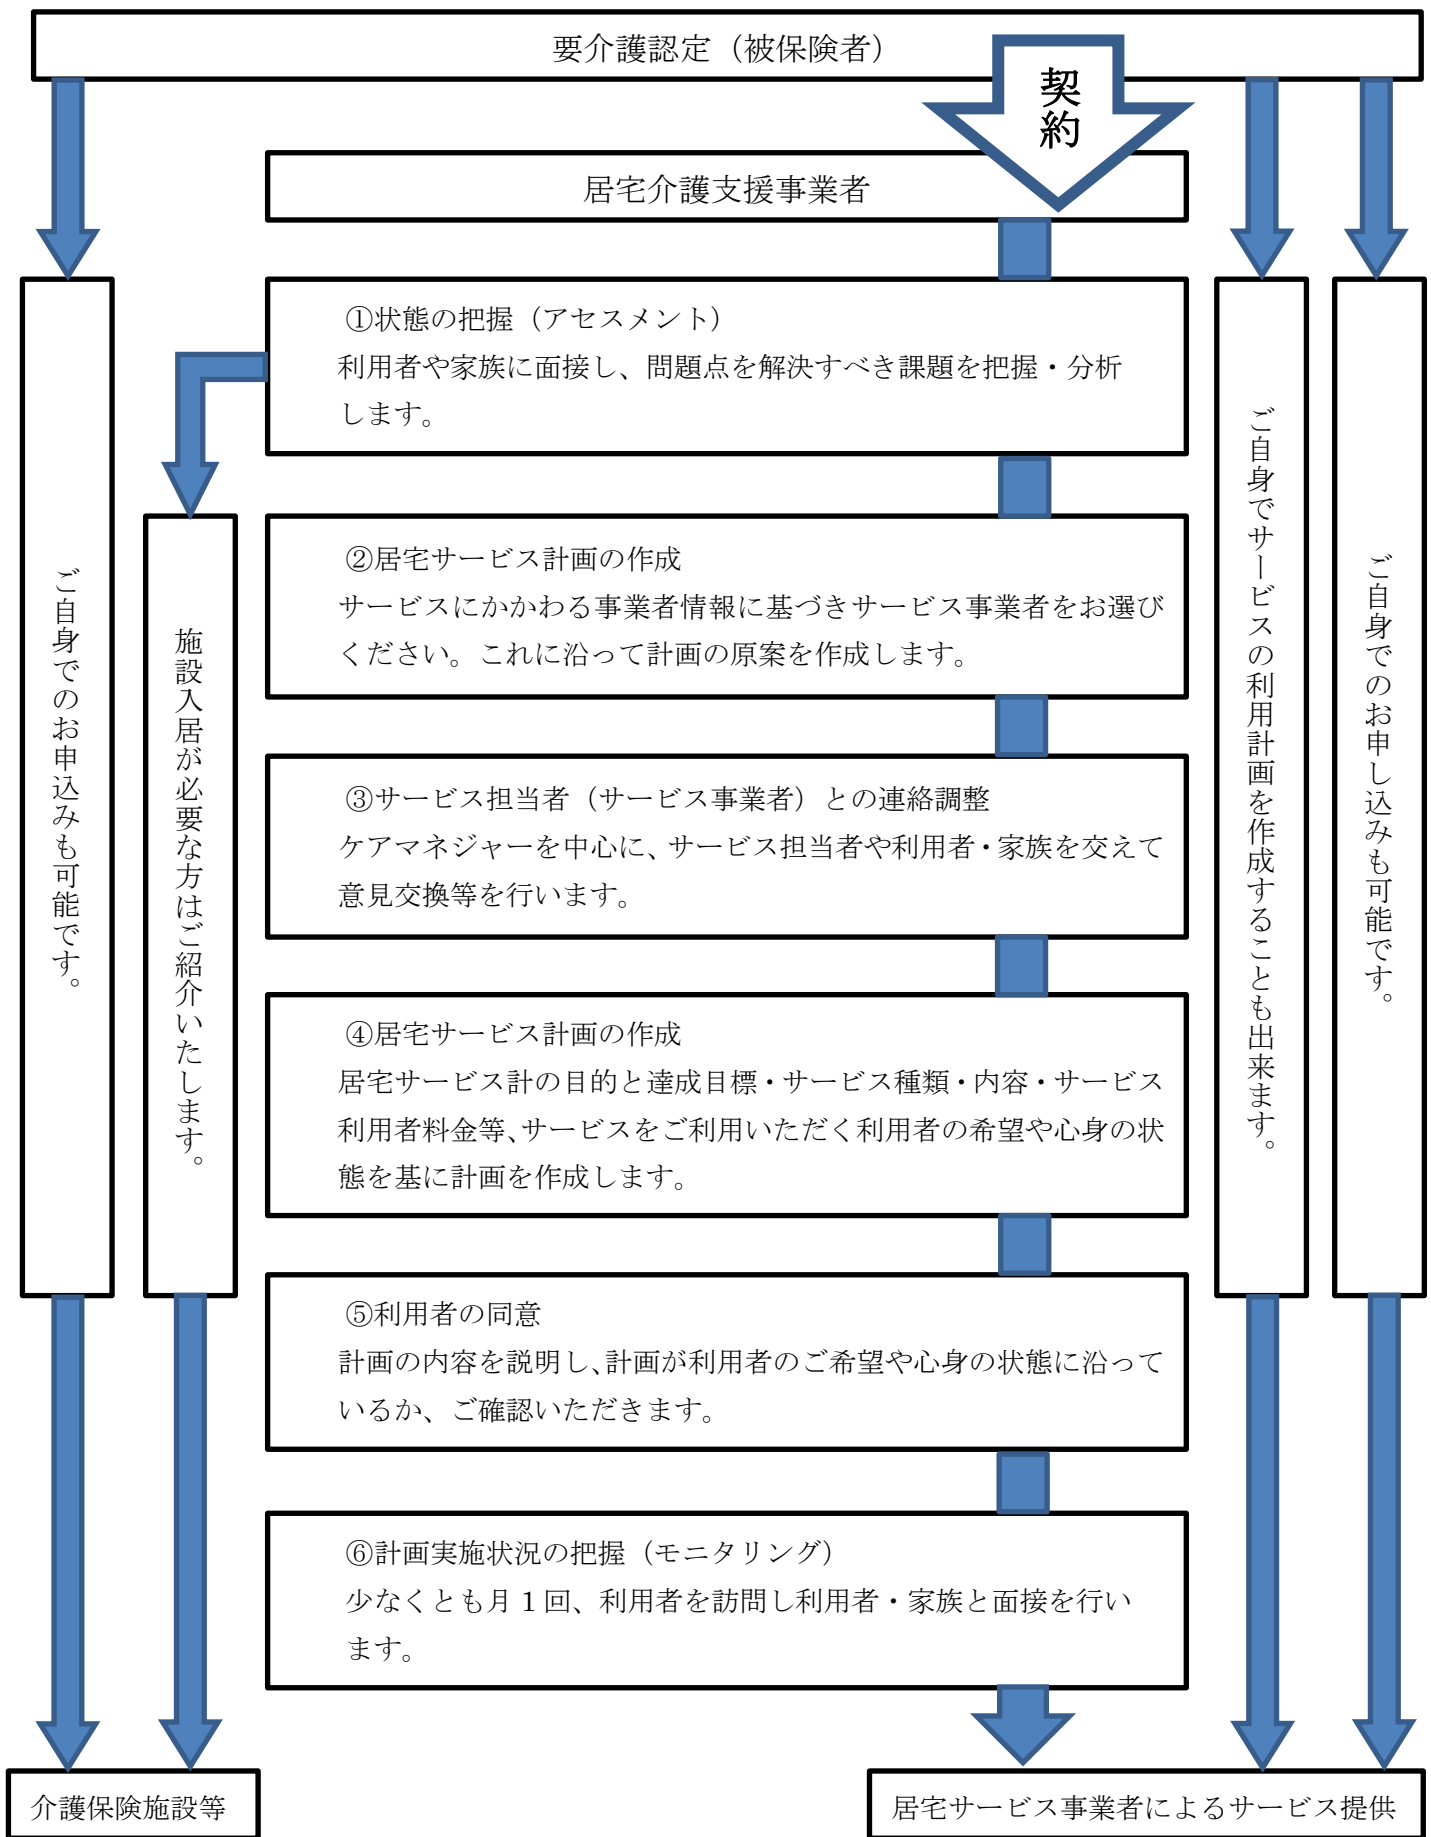 要介護認定（被保険者）
契約
居宅介護支援事業者
①状態の把握（アセスメント）
利用者や家族に面接し、問題点を解決すべき課題を把握・分析
します。
②居宅サービス計画の作成
サービスにかかわる事業者情報に基づきサービス事業者をお選び
ください。これに沿って計画の原案を作成します。
③サービス担当者（サービス事業者）との連絡調整
ケアマネジャーを中心に、サービス担当者や利用者・家族を交えて
意見交換等を行います。
④居宅サービス計画の作成
居宅サービス計の目的と達成目標・サービス種類・内容・サービス
利用者料金等、サービスをご利用いただく利用者の希望や心身の状
態を基に計画を作成します。
⑤利用者の同意
計画の内容を説明し、計画が利用者のご希望や心身の状態に沿って
いるか、ご確認いただきます。
⑥計画実施状況の把握（モニタリング）
少なくとも月１回、利用者を訪問し利用者・家族と面接を行い
ます。
ご自身でのお申込みも可能です。
施設入居が必要な方はご紹介いたします。
ご自身でサービスの利用計画を作成することも出来ます。
ご自身でのお申し込みも可能です。
介護保険施設等
居宅サービス事業者によるサービス提供